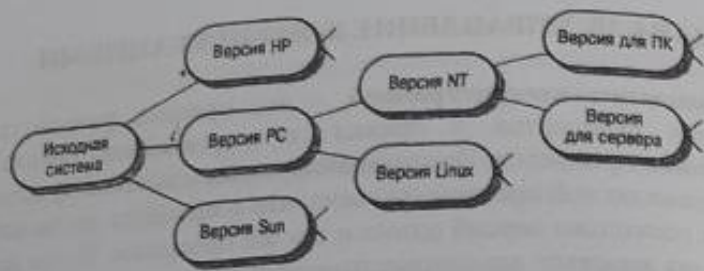 Версия HP
Версия для ПК
Версия NT
Исходная
система
Версия PC
Версия
для сервера
Версия Linux
Версия Sun